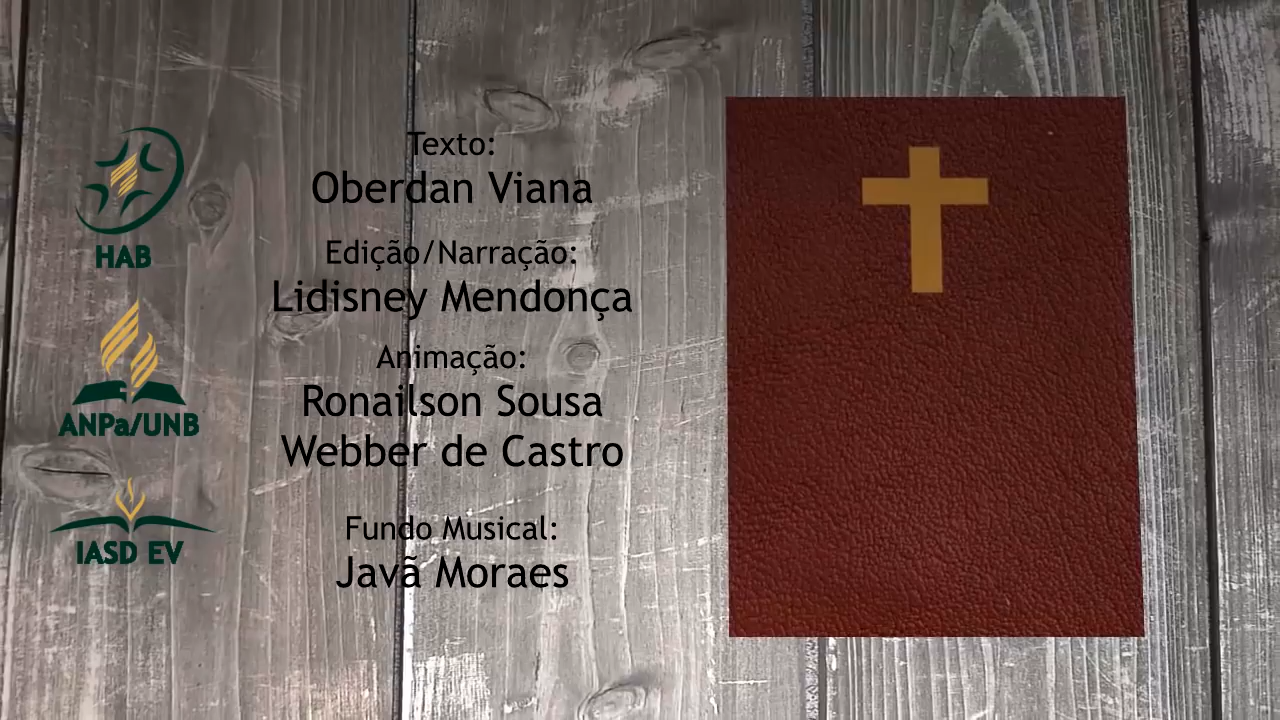 HAB
ANPa/UNB
IASD EV
Texto:
Oberdan Viana
Edição/Narração:
Lidisney Mendonça
Animação:
Ronailson Sousa
Webber de Castro
Fundo Musical:
Javã Moraes